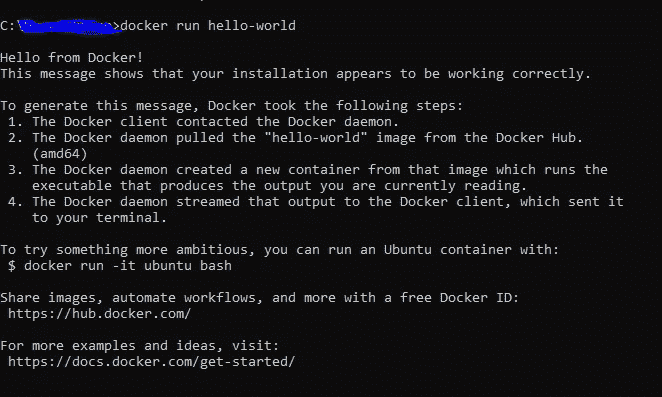 C:\ >docker run hello-world
Hello from Docker!
This message shows that your installation appears to be working correctly.
To generate this message, Docker took the following steps:
1. The Docker client contacted the Docker daemon.
2. The Docker daemon pulled the "hello-world" image from the Docker Hub.
(amd64)
3. The Docker daemon created a new container from that image which runs the
executable that produces the output you are currently reading.
4. The Docker daemon streamed that output to the Docker client, which sent it
to your terminal.
To try something more ambitious, you can run an Ubuntu container with:
$ docker run -it ubuntu bash
Share images, automate workflows, and more with a free Docker ID:
https://hub.docker.com/
For more examples and ideas, visit:
https://docs.docker.com/get-started/